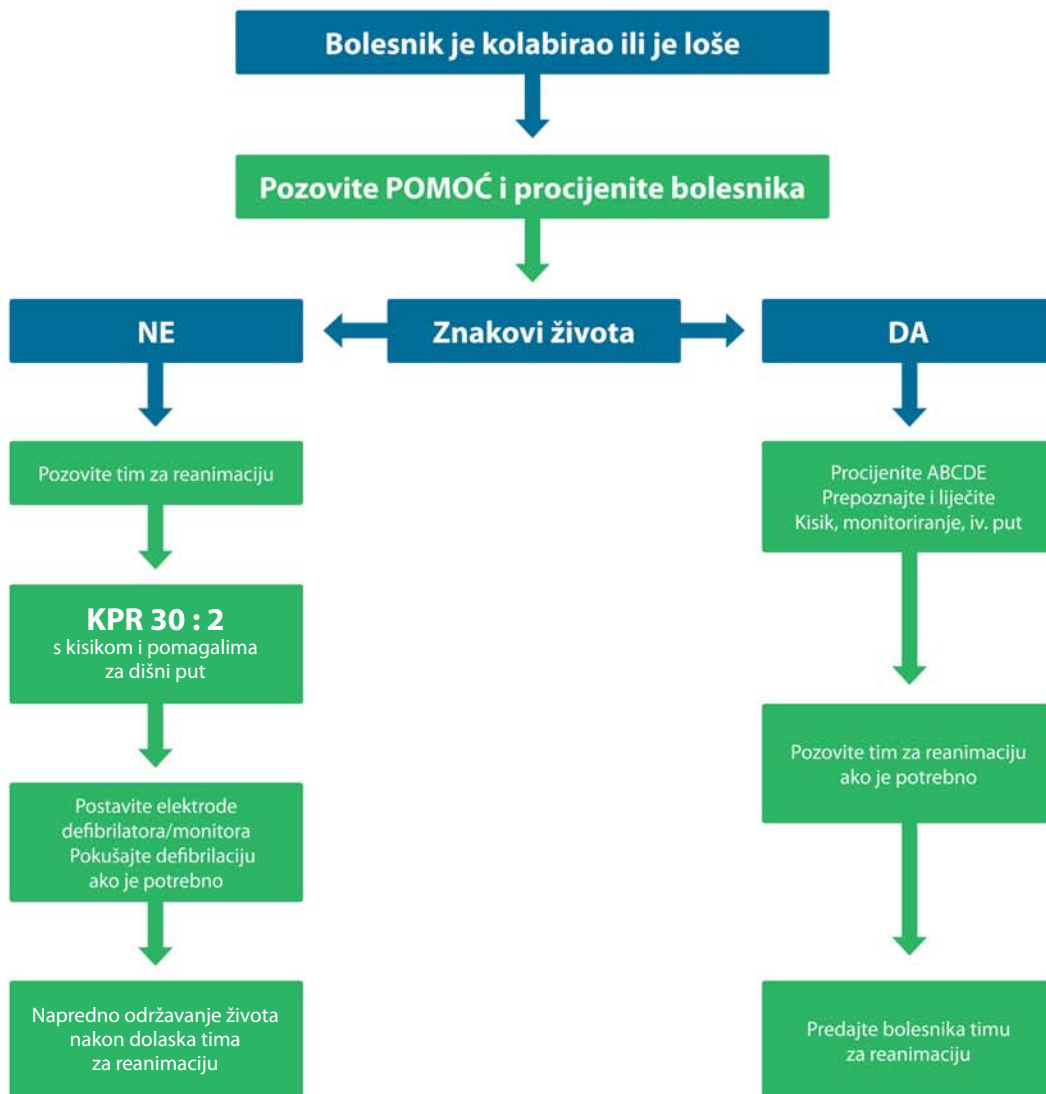 Bolesnik je kolabirao ili je loše
Pozovite POMOĆ i procijenite bolesnika
NE
Znakovi života
DA
Pozovite tim za reanimaciju
KPR 30 : 2
s kisikom i pomagalima
za dišni put
Postavite elektrode
defibrilatora/monitora
Pokušajte defibrilaciju
ako je potrebno
Napredno održavanje života
nakon dolaska tima
za reanimaciju
Procijenite ABCDE
Prepoznajte i liječite
Kisik, monitoriranje, iv. put
Pozovite tim za reanimaciju
ako je potrebno
Predajte bolesnika timu
za reanimaciju